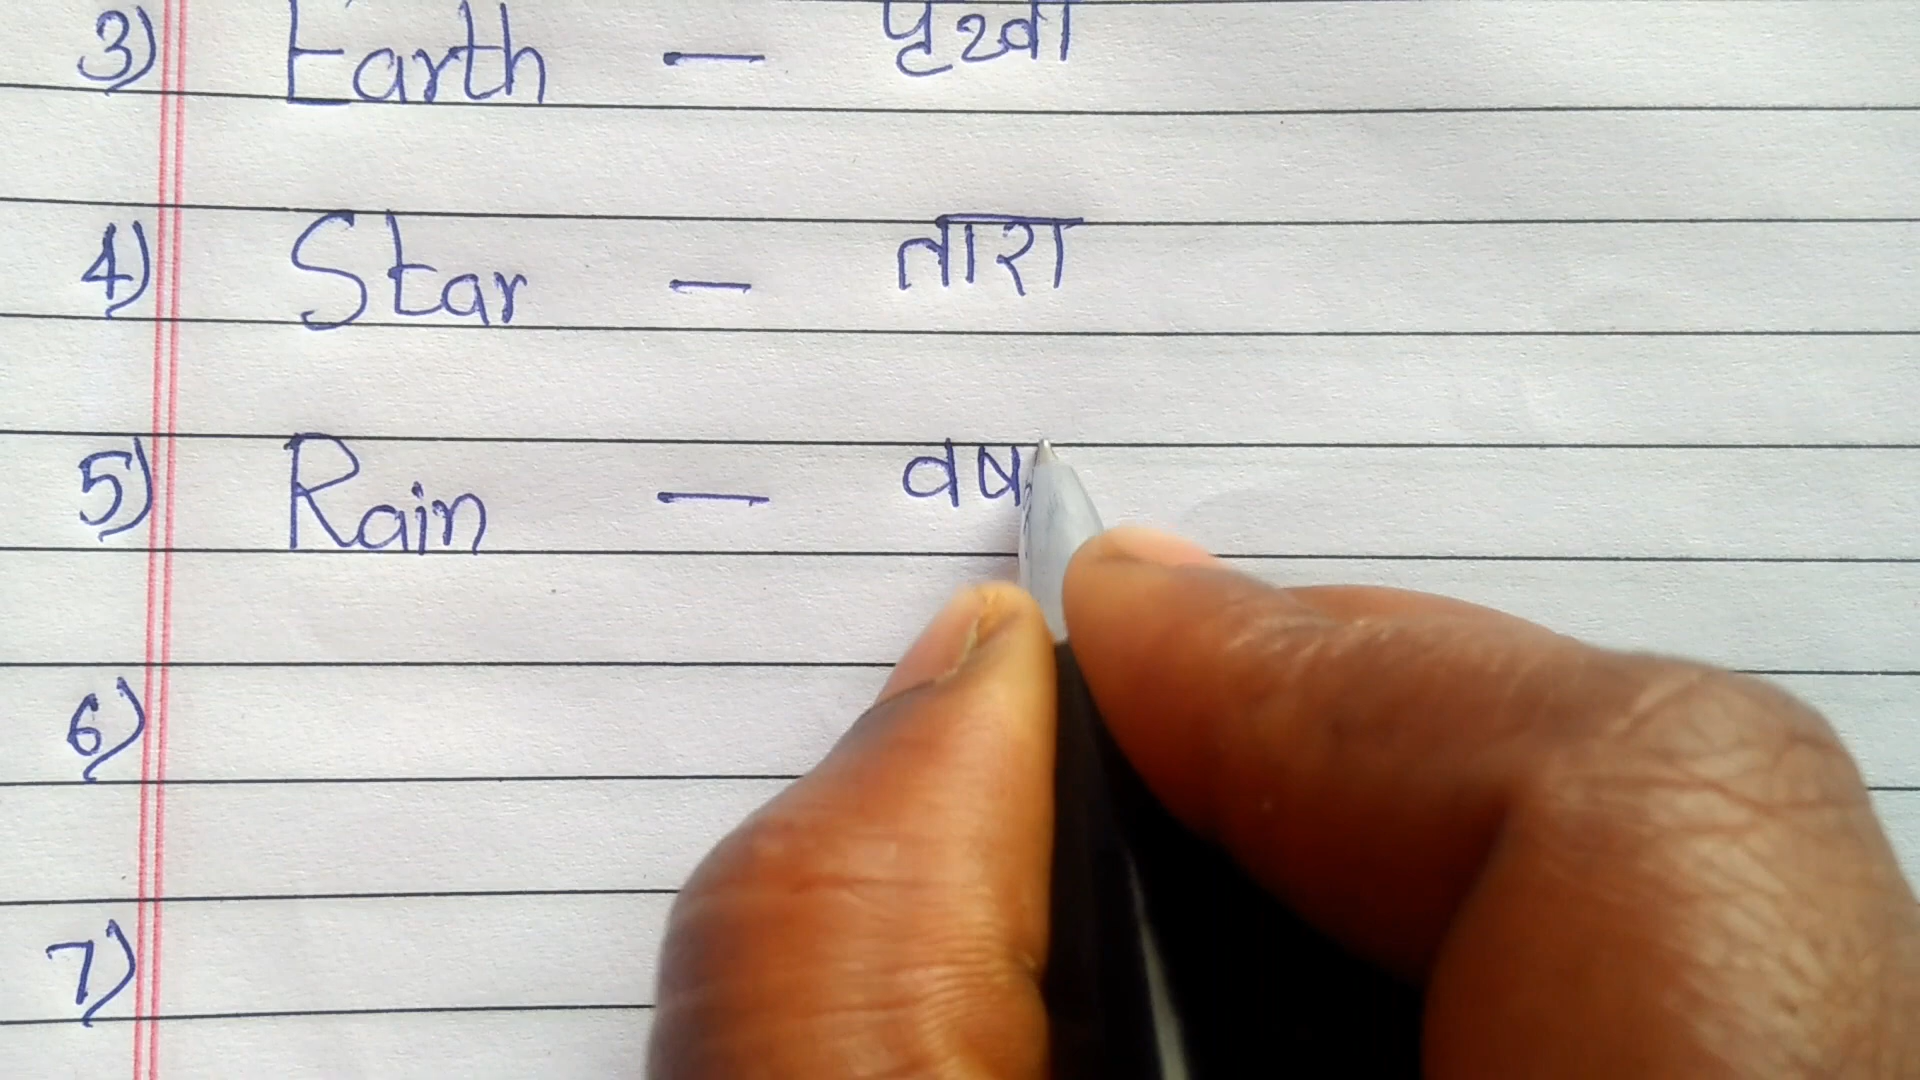 3) Earth — पृथ्वी
4) Star — तारा
5) Rain — वष
6)
7)